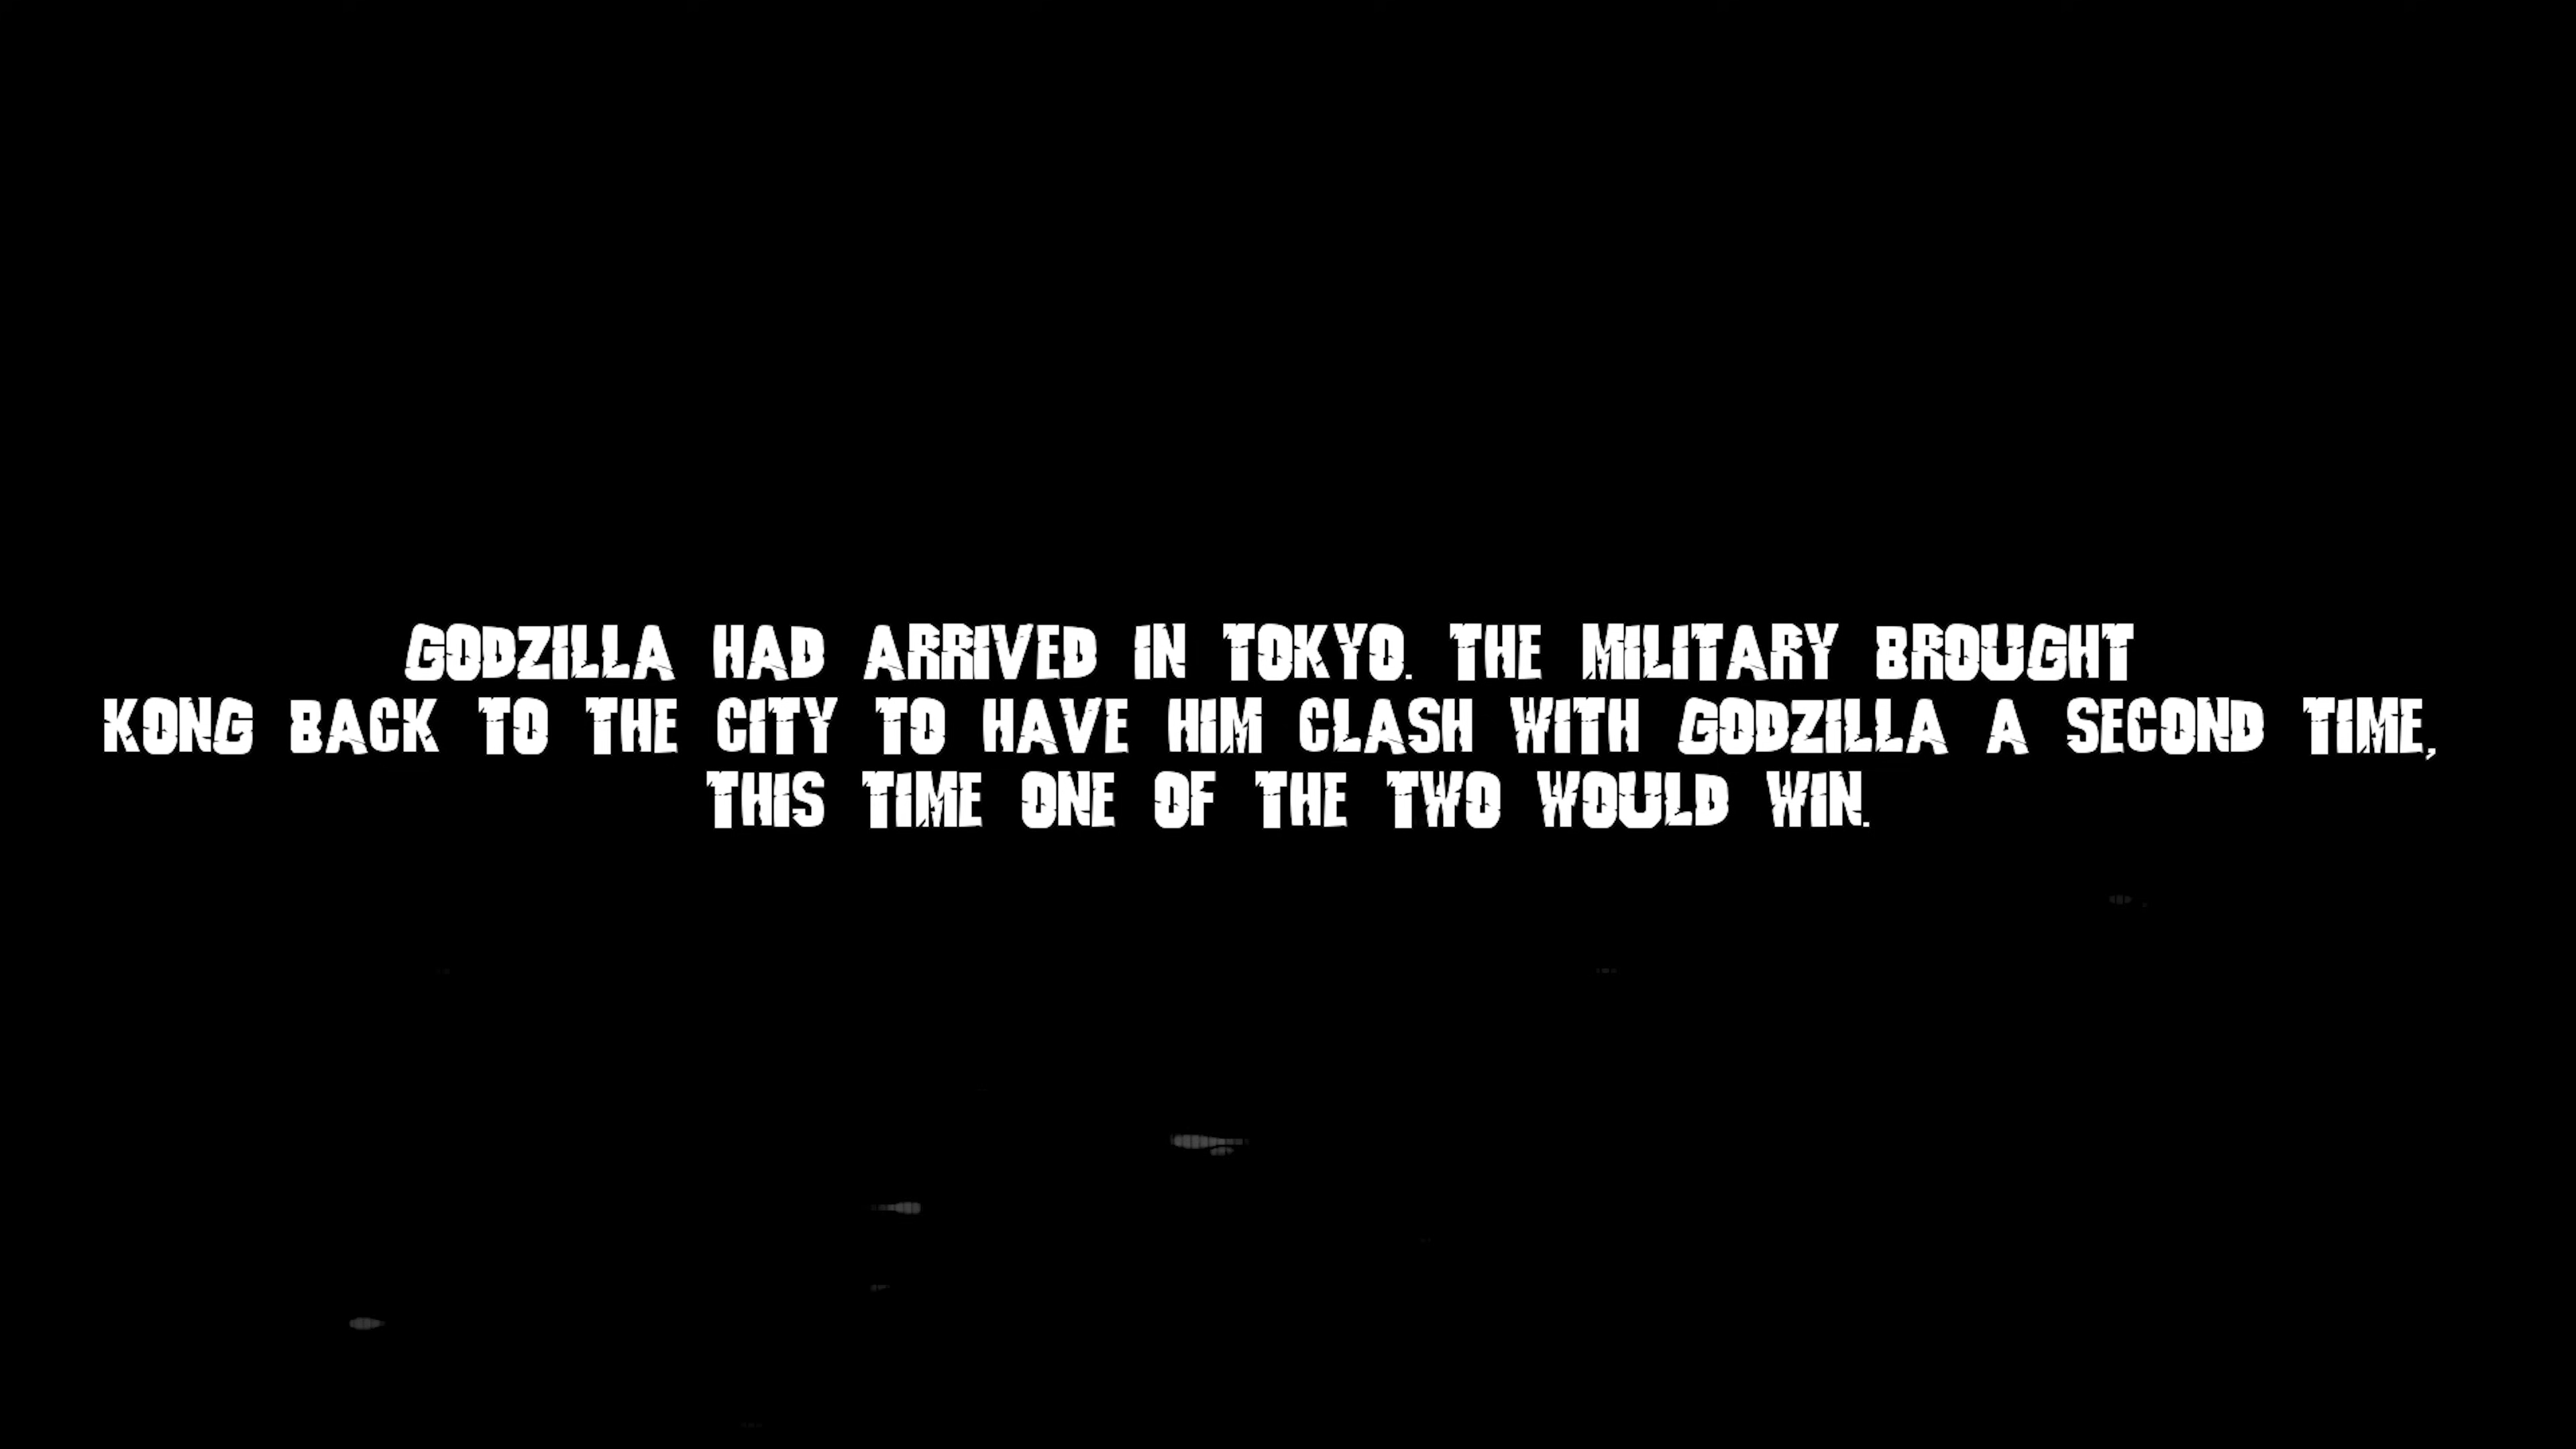 GODZILLA HAD ARRIVED IN TOKYO. THE MILITARY BROUGHT
KONG BACK TO THE CITY TO HAVE HIM CLASH WITH GODZILLA A SECOND TIME,
THIS TIME ONE OF THE TWO WOULD WIN.